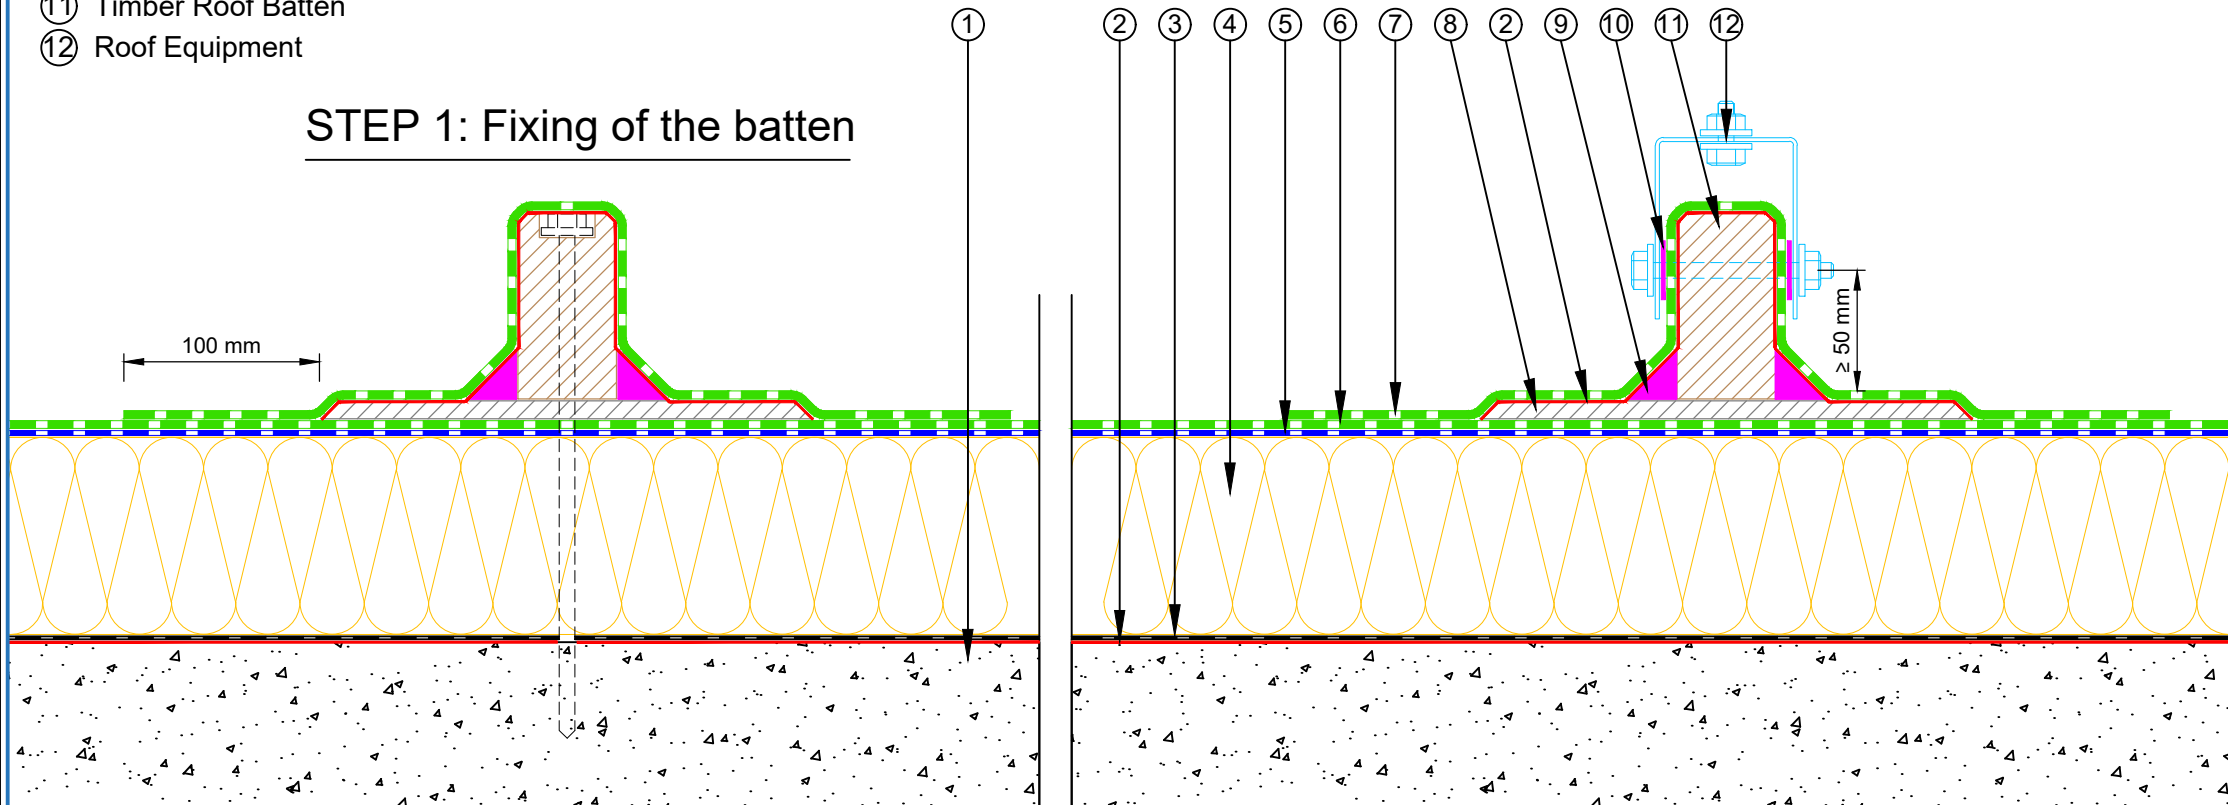 11 Timber Roof Batten
12 Roof Equipment
1 2 3 4 5 6 7 8 2 9 10 11 12
STEP 1: Fixing of the batten
100 mm
≥ 50 mm